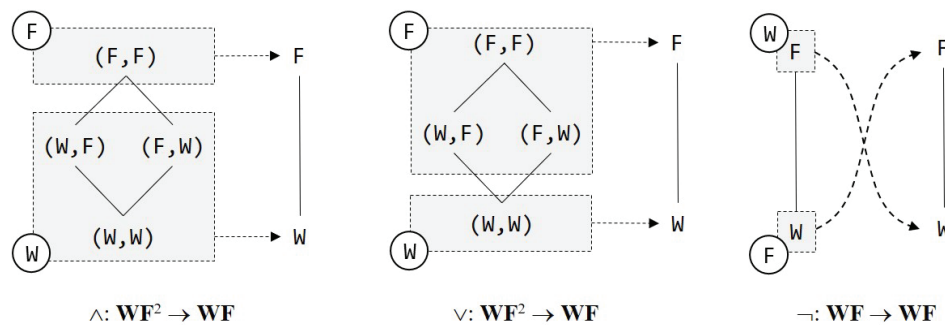 F
(F,F)
F
(W,F)
(F,W)
(W,W)
W
W
∧: WF² → WF
F
(F,F)
F
(W,F)
(F,W)
(W,W)
W
W
∨: WF² → WF
W
F
F
W
W
F
¬: WF → WF